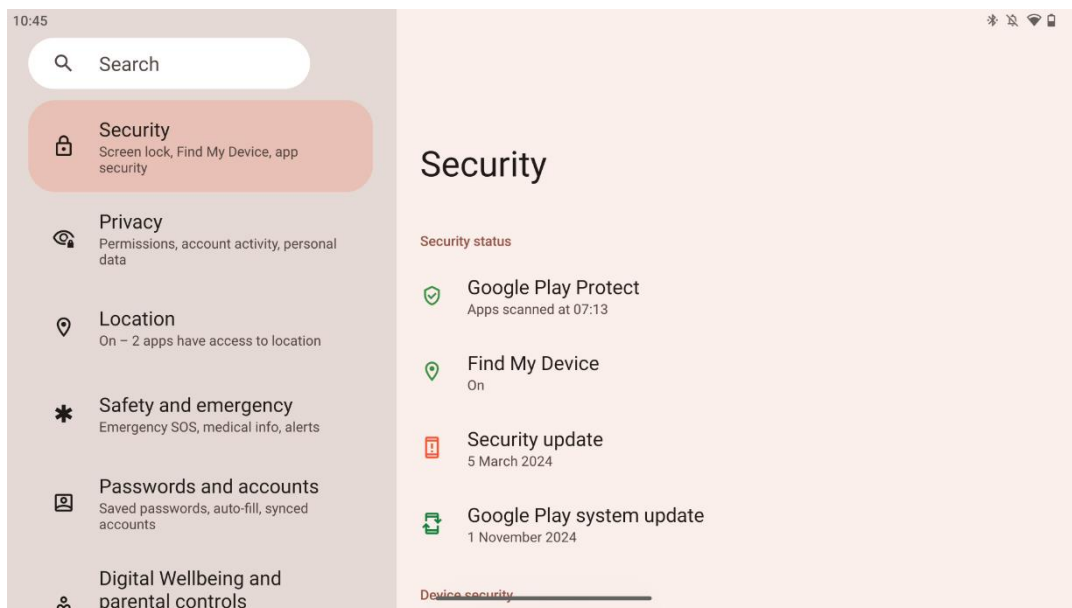 10:45
Search
Security
Screen lock, Find My Device, app
security
Privacy
Permissions, account activity, personal
data
Location
On – 2 apps have access to location
Safety and emergency
Emergency SOS, medical info, alerts
Passwords and accounts
Saved passwords, auto-fill, synced
accounts
Digital Wellbeing and
parental controls
Security
Security status
Google Play Protect
Apps scanned at 07:13
Find My Device
On
Security update
5 March 2024
Google Play system update
1 November 2024
Device security